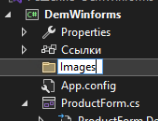 DemWinforms
Properties
Ссылки
Images
App.config
ProductForm.cs